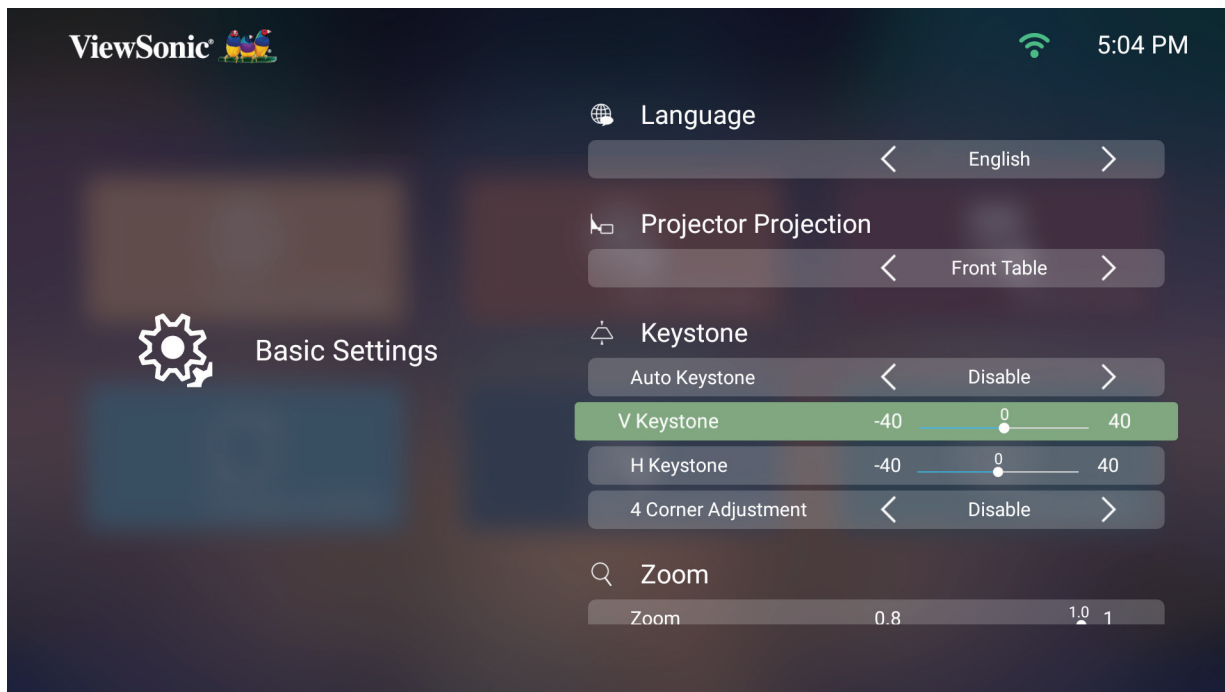 ViewSonic®
5:04 PM
Language
English
Projector Projection
Front Table
Basic Settings
Keystone
Auto Keystone Disable
V Keystone -40 0 40
H Keystone -40 0 40
4 Corner Adjustment Disable
Zoom
Zoom 0.8 1.0 1